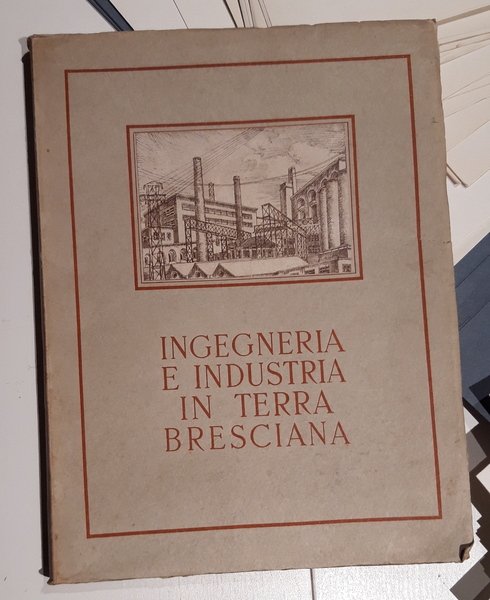 INGEGNERIA
E INDUSTRIA
IN TERRA
BRESCIANA